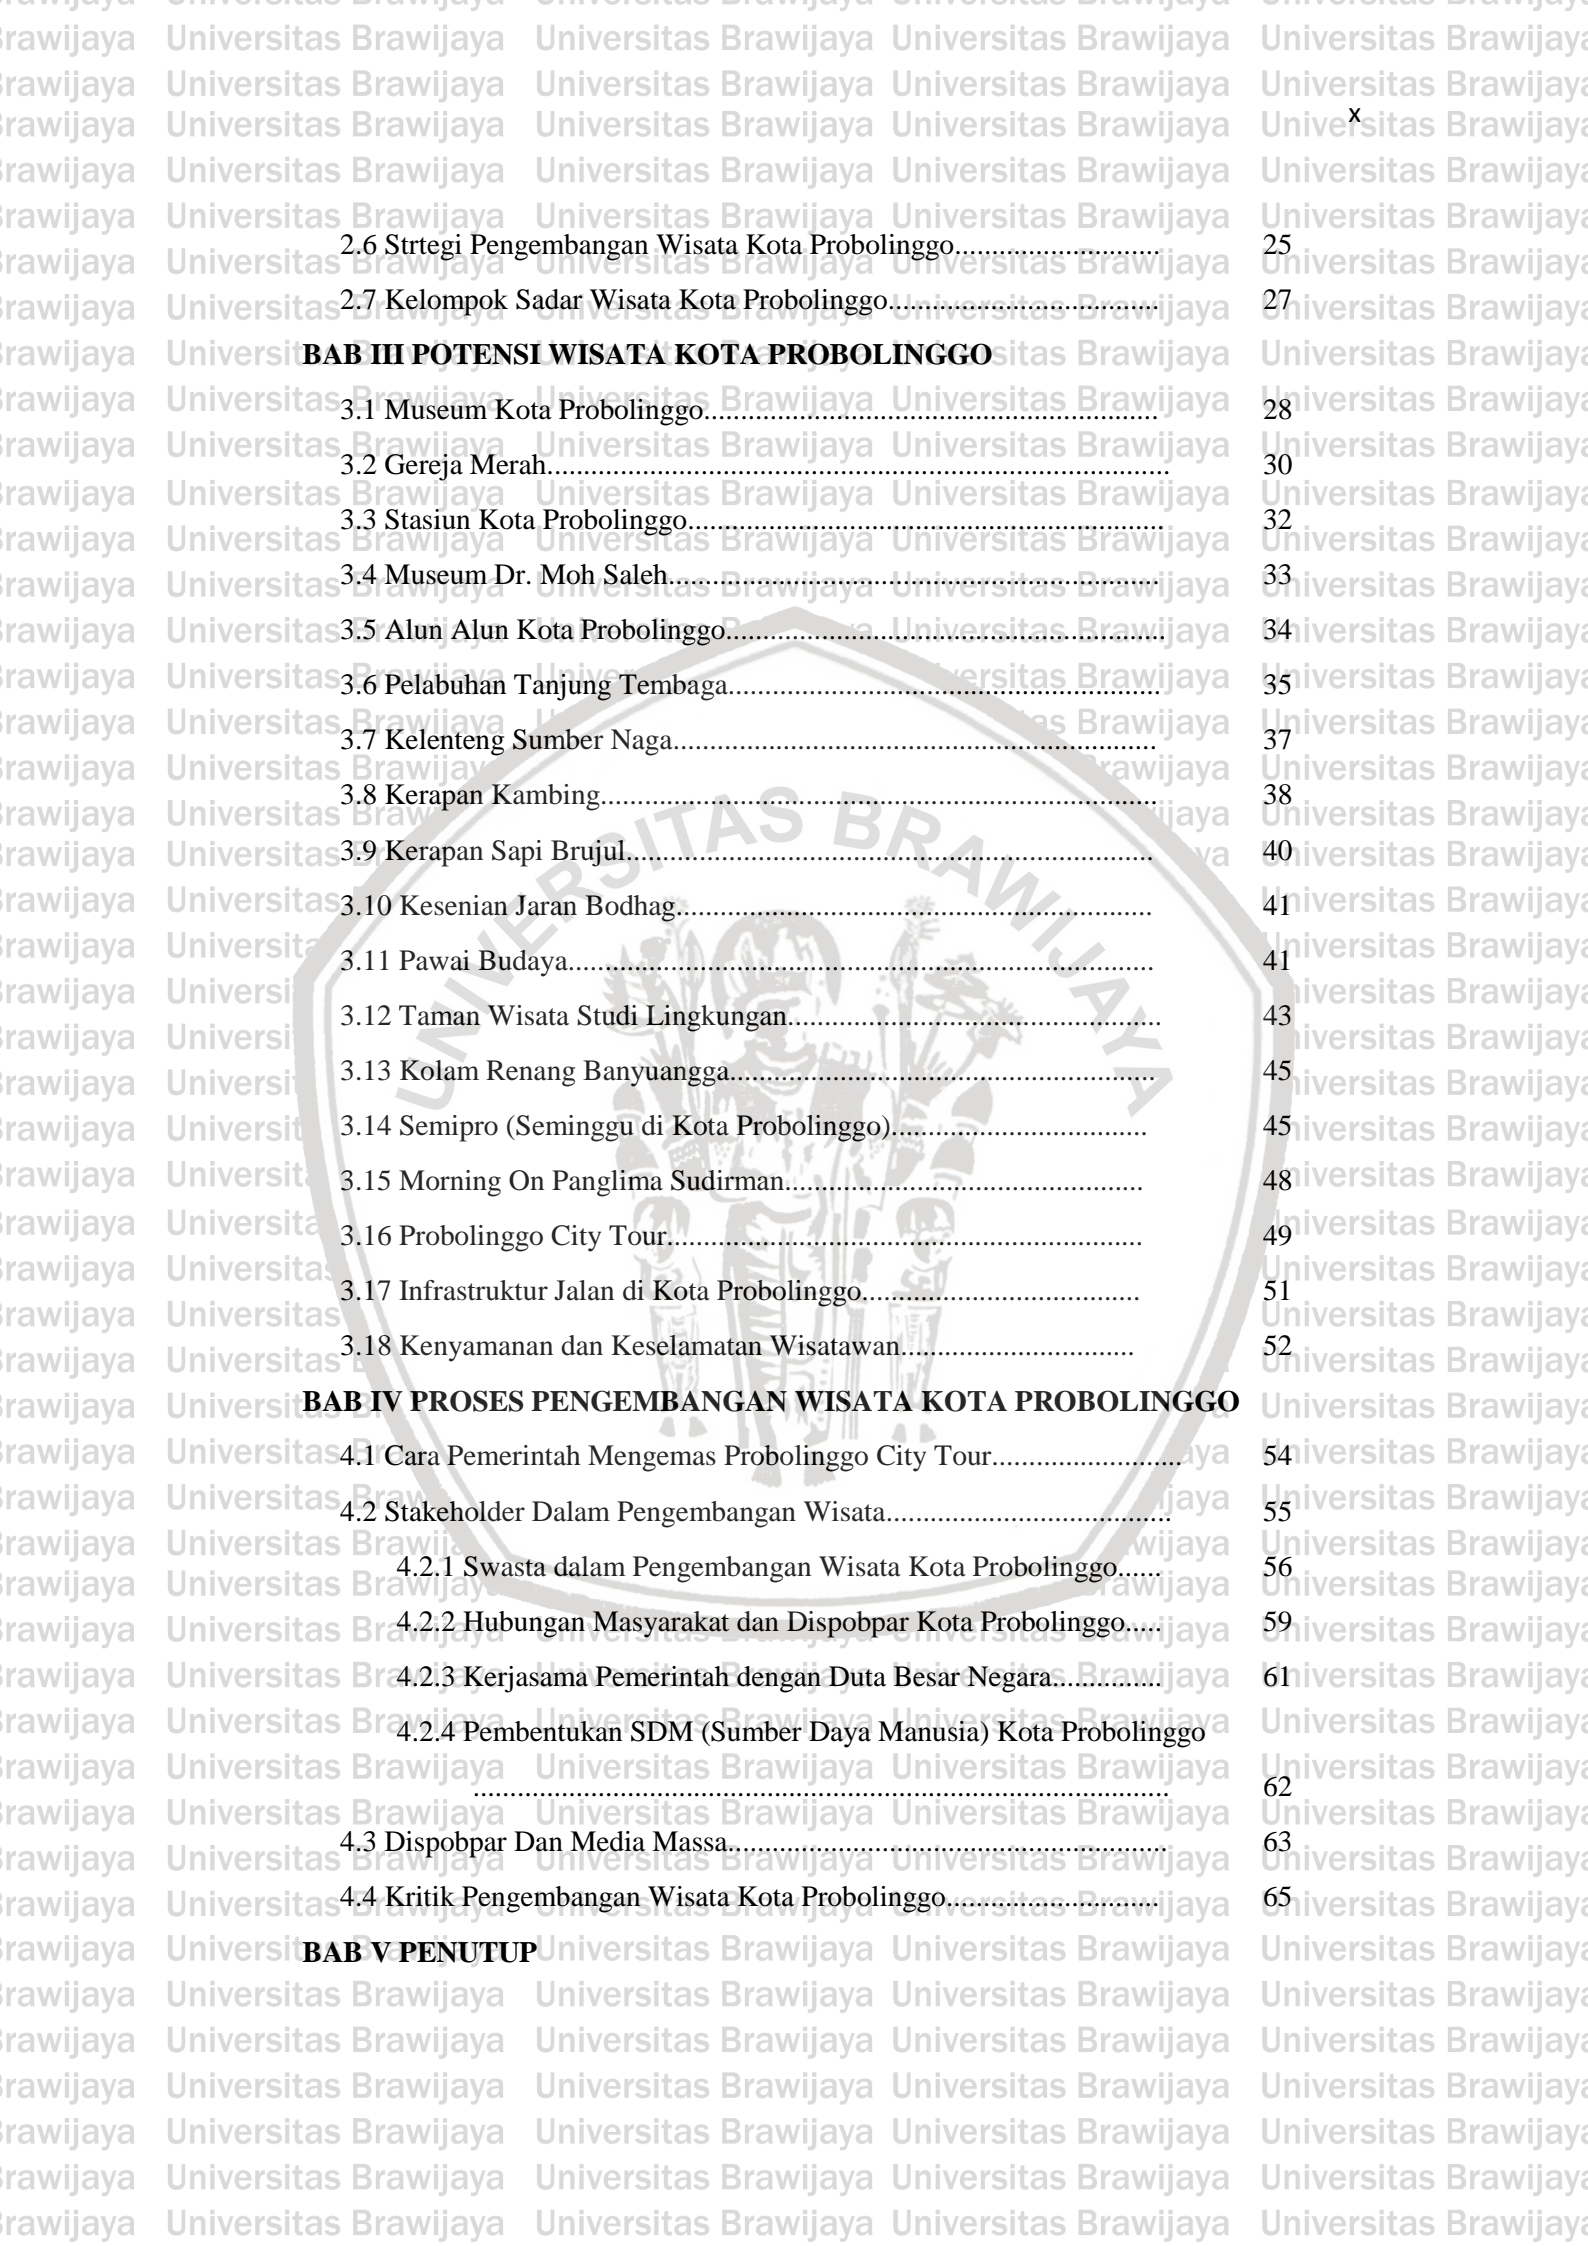 x
2.6 Strtegi Pengembangan Wisata Kota Probolinggo............................ 25
2.7 Kelompok Sadar Wisata Kota Probolinggo..................................... 27
BAB III POTENSI WISATA KOTA PROBOLINGGO
3.1 Museum Kota Probolinggo.............................................................. 28
3.2 Gereja Merah..................................................................................... 30
3.3 Stasiun Kota Probolinggo................................................................. 32
3.4 Museum Dr. Moh Saleh................................................................... 33
3.5 Alun Alun Kota Probolinggo............................................................ 34
3.6 Pelabuhan Tanjung Tembaga........................................................... 35
3.7 Kelenteng Sumber Naga.................................................................. 37
3.8 Kerapan Kambing............................................................................ 38
3.9 Kerapan Sapi Brujul........................................................................ 40
3.10 Kesenian Jaran Bodhag................................................................. 41
3.11 Pawai Budaya................................................................................ 41
3.12 Taman Wisata Studi Lingkungan................................................... 43
3.13 Kolam Renang Banyuangga.......................................................... 45
3.14 Semipro (Seminggu di Kota Probolinggo)................................... 45
3.15 Morning On Panglima Sudirman................................................. 48
3.16 Probolinggo City Tour................................................................. 49
3.17 Infrastruktur Jalan di Kota Probolinggo...................................... 51
3.18 Kenyamanan dan Keselamatan Wisatawan................................ 52
BAB IV PROSES PENGEMBANGAN WISATA KOTA PROBOLINGGO
4.1 Cara Pemerintah Mengemas Probolinggo City Tour.......................... 54
4.2 Stakeholder Dalam Pengembangan Wisata....................................... 55
4.2.1 Swasta dalam Pengembangan Wisata Kota Probolinggo...... 56
4.2.2 Hubungan Masyarakat dan Dispobpar Kota Probolinggo..... 59
4.2.3 Kerjasama Pemerintah dengan Duta Besar Negara............... 61
4.2.4 Pembentukan SDM (Sumber Daya Manusia) Kota Probolinggo
............................................................................................... 62
4.3 Dispobpar Dan Media Massa............................................................ 63
4.4 Kritik Pengembangan Wisata Kota Probolinggo............................. 65
BAB V PENUTUP
UNIVERSITAS BRAWIJAYA